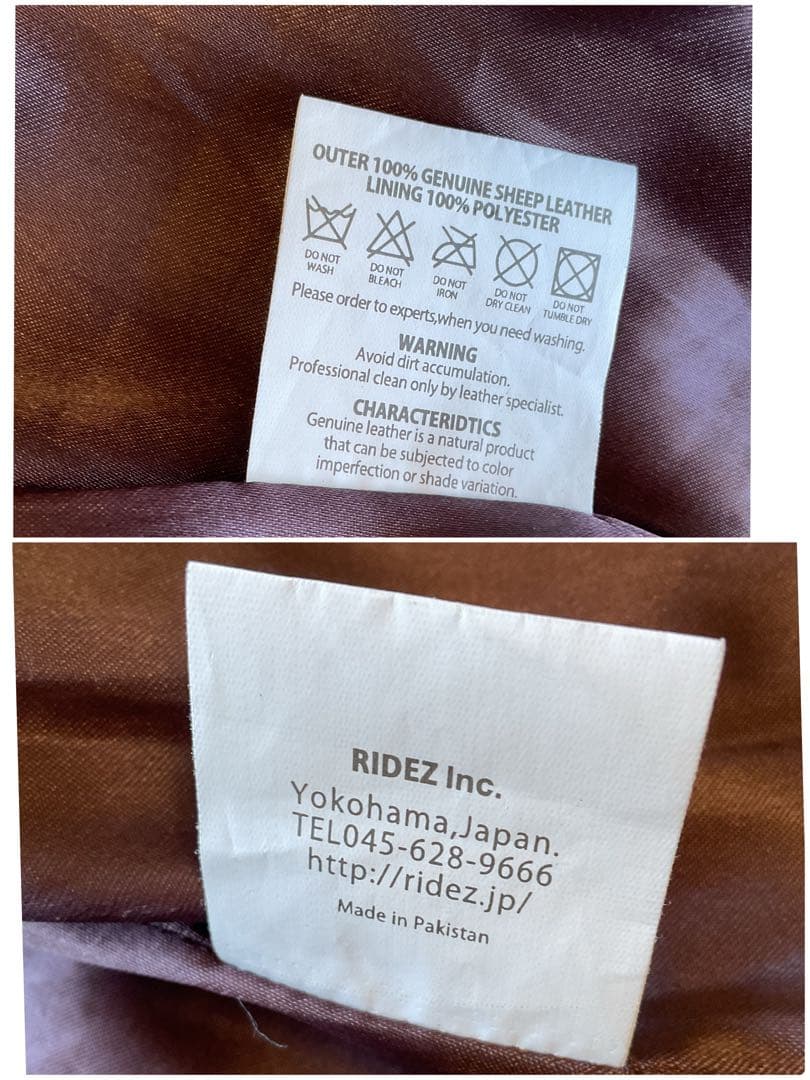 OUTER 100% GENUINE SHEEP LEATHER
LINING 100% POLYESTER
DO NOT WASH
DO NOT BLEACH
DO NOT IRON
DO NOT DRY CLEAN
DO NOT TUMBLE DRY
Please order to experts,when you need washing.
WARNING
Avoid dirt accumulation.
Professional clean only by leather specialist.
CHARACTERIDTICS
Genuine leather is a natural product
that can be subjected to color
imperfection or shade variation.
RIDEZ Inc.
Yokohama,Japan.
TEL045-628-9666
http://ridez.jp/
Made in Pakistan